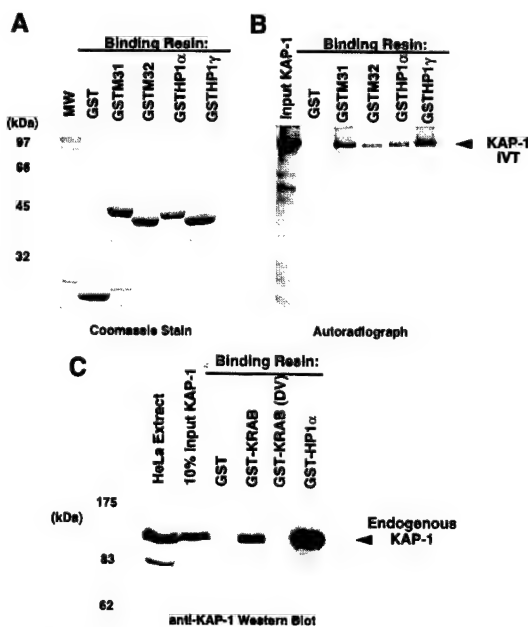 A
Binding Resin:
MW
GST
GSTM31
GSTM32
GSTHP1α
GSTHP1γ
(kDa)
97
66
45
32
Coomassie Stain
B
Binding Resin:
Input KAP-1
GST
GSTM31
GSTM32
GSTHP1α
GSTHP1γ
KAP-1
IVT
Autoradiograph
C
Binding Resin:
HeLa Extract
10% Input KAP-1
GST
GST-KRAB
GST-KRAB (DV)
GST-HP1α
175
(kDa)
83
62
Endogenous
KAP-1
anti-KAP-1 Western Blot